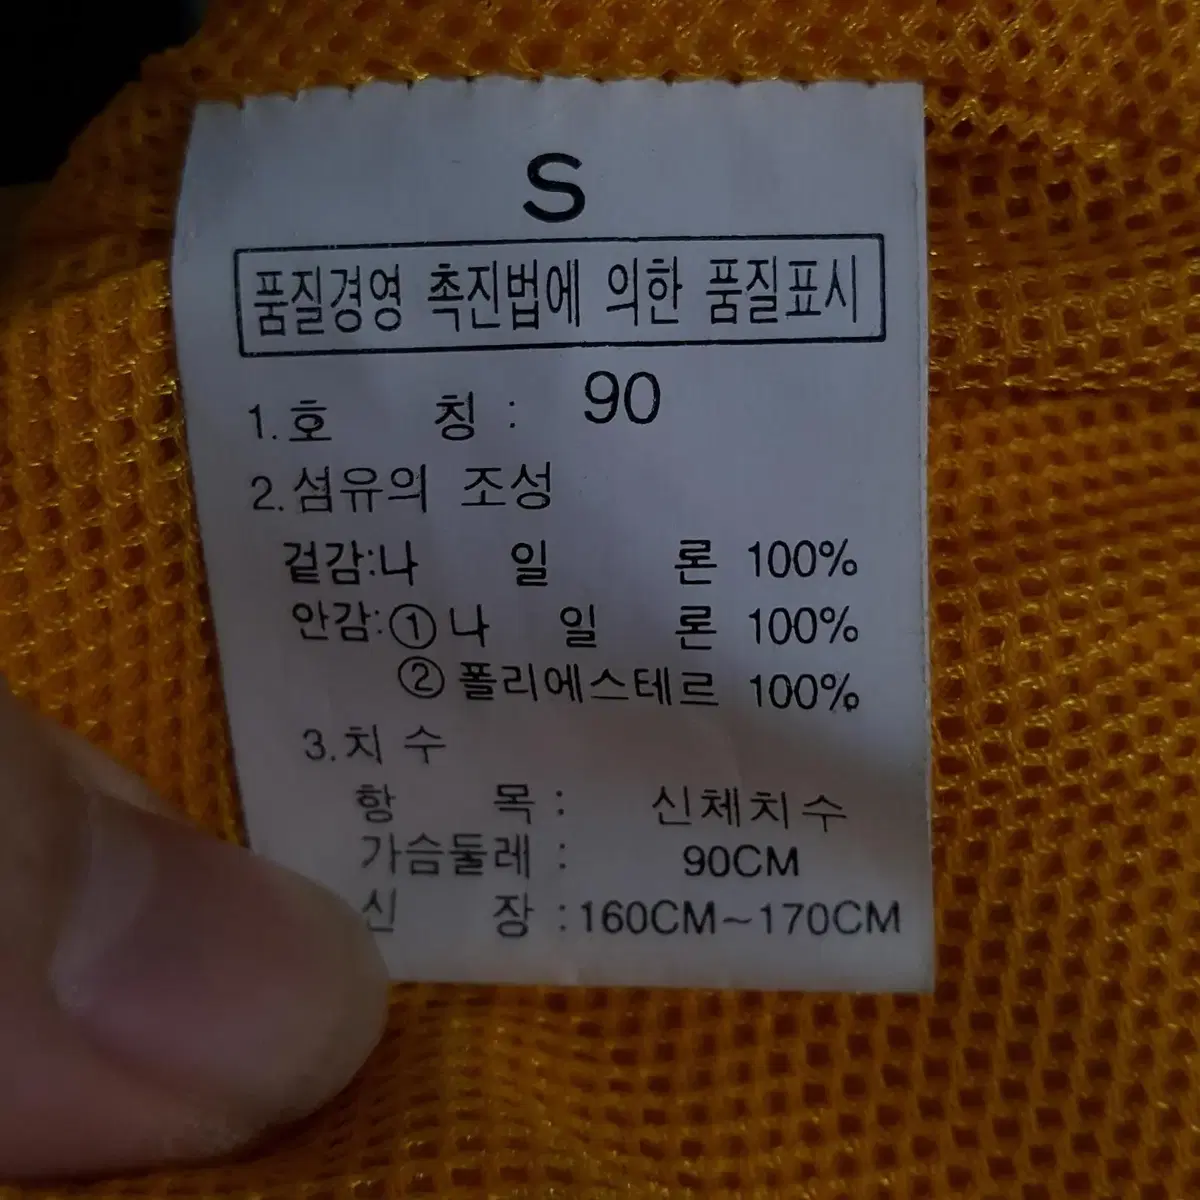 S
품질경영 촉진법에 의한 품질표시
1. 호 칭 : 90
2. 섬유의 조성
겉감:나 일 론 100%
안감:①나 일 론 100%
②폴리에스테르 100%
3. 치 수
항 목 : 신체치수
가슴둘레 : 90CM
신 장 : 160CM~170CM